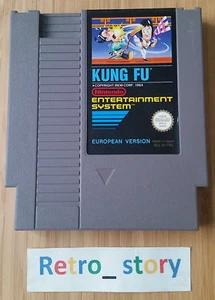 KUNG FU
© COPYRIGHT IREM CORP. 1984
Nintendo
ENTERTAINMENT
SYSTEM
EUROPEAN VERSION
Retro_story